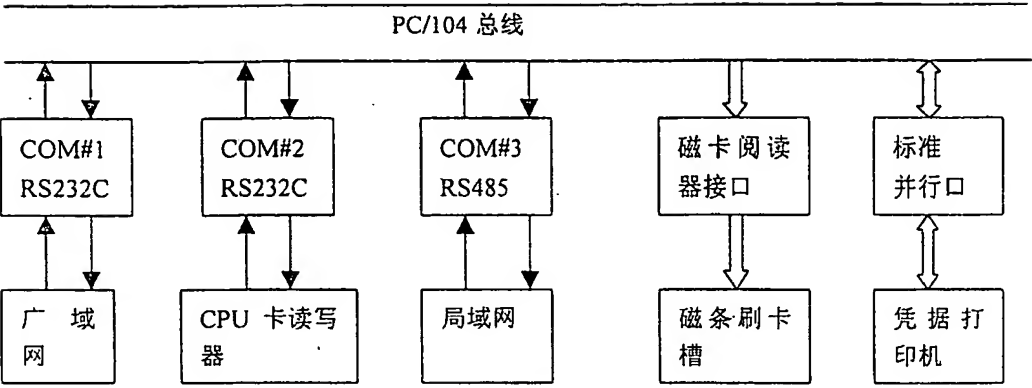 PC/104 总线
COM#1
RS232C
COM#2
RS232C
COM#3
RS485
磁卡阅读
器接口
标准
并行口
广域
网
CPU 卡读写
器
局域网
磁条刷卡
槽
凭据打
印机